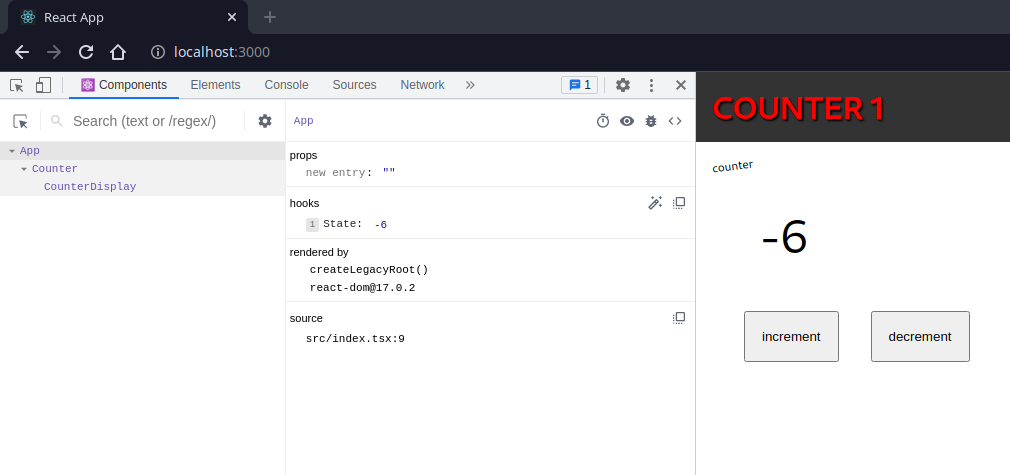 React App
localhost:3000
Components Elements Console Sources Network 1
Search (text or /regex/)
App
App
Counter
CounterDisplay
props
new entry: ""
hooks
1 State: -6
rendered by
createLegacyRoot()
react-dom@17.0.2
source
src/index.tsx:9
COUNTER 1
counter
-6
increment decrement